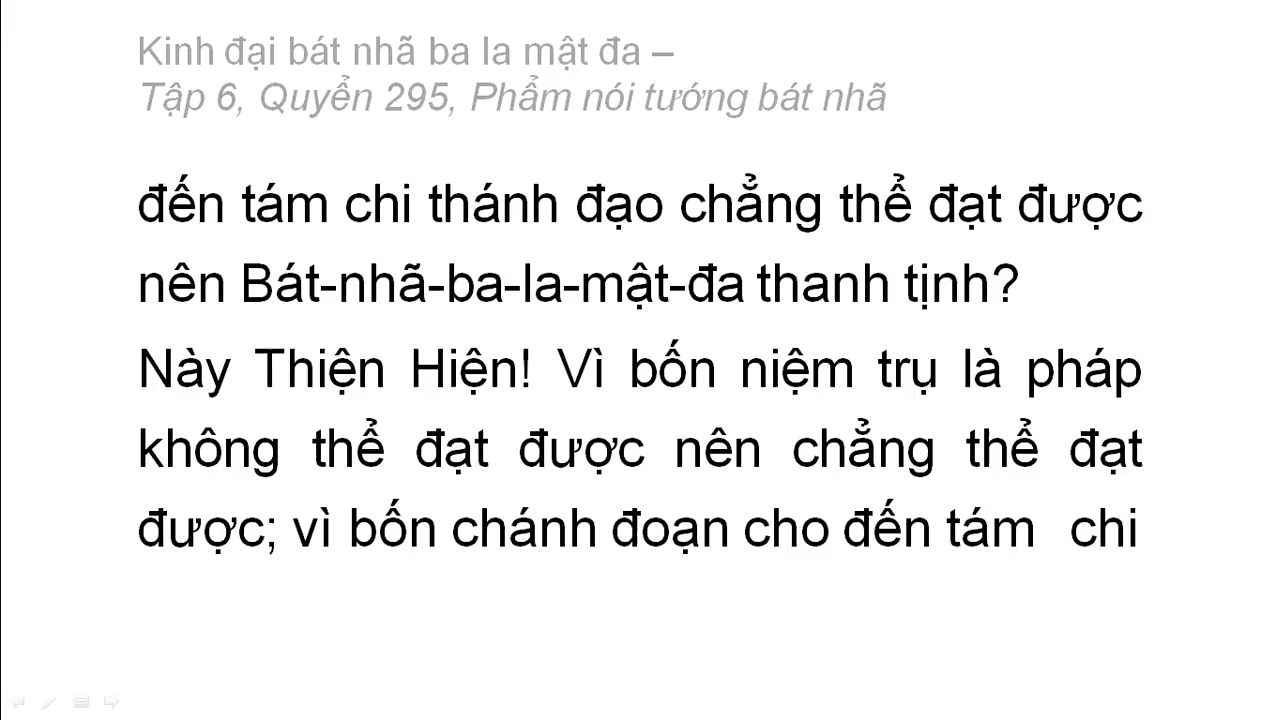 Kinh đại bát nhã ba la mật đa –
Tập 6, Quyển 295, Phẩm nói tướng bát nhã
đến tám chi thánh đạo chẳng thể đạt được
nên Bát-nhã-ba-la-mật-đa thanh tịnh?
Này Thiện Hiện! Vì bốn niệm trụ là pháp
không thể đạt được nên chẳng thể đạt
được; vì bốn chánh đoạn cho đến tám chi